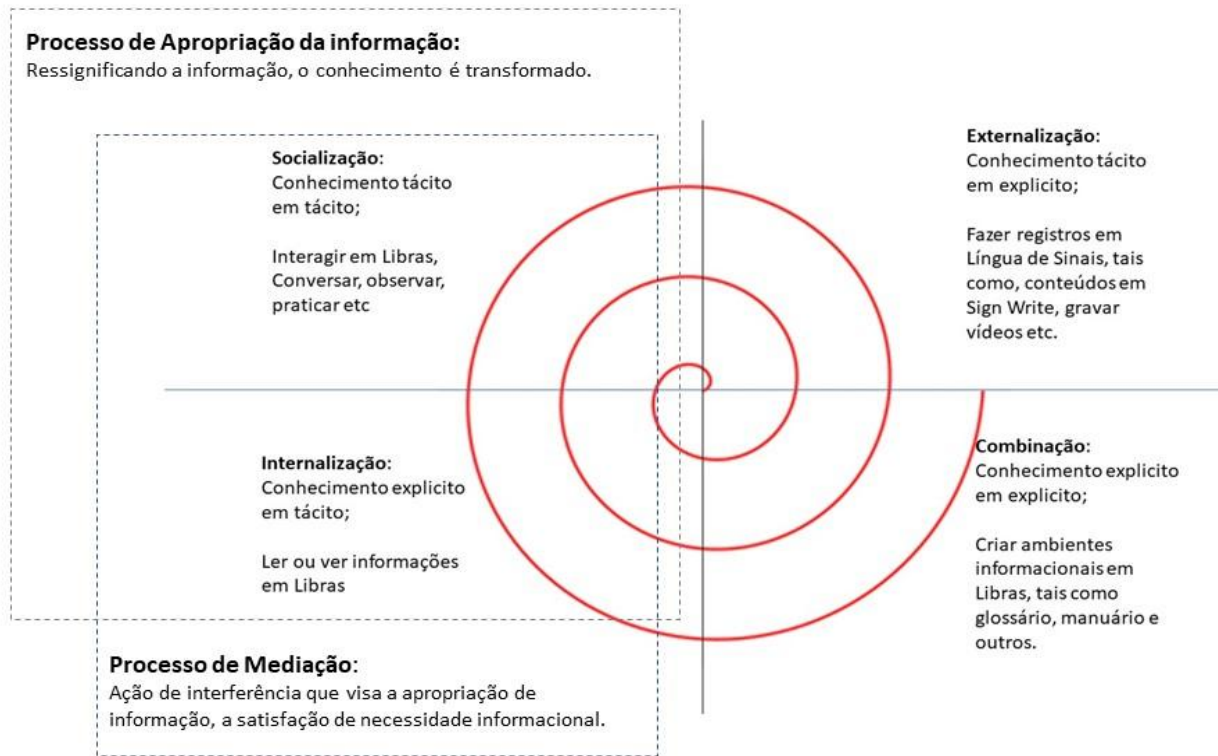 Processo de Apropriação da informação:
Ressignificando a informação, o conhecimento é transformado.
Socialização:
Conhecimento tácito
em tácito;
Interagir em Libras,
Conversar, observar,
praticar etc
Externalização:
Conhecimento tácito
em explicito;
Fazer registros em
Língua de Sinais, tais
como, conteúdos em
Sign Write, gravar
vídeos etc.
Internalização:
Conhecimento explicito
em tácito;
Ler ou ver informações
em Libras
Combinação:
Conhecimento explicito
em explicito;
Criar ambientes
informacionais em
Libras, tais como
glossário, manuário e
outros.
Processo de Mediação:
Ação de interferência que visa a apropriação de
informação, a satisfação de necessidade informacional.